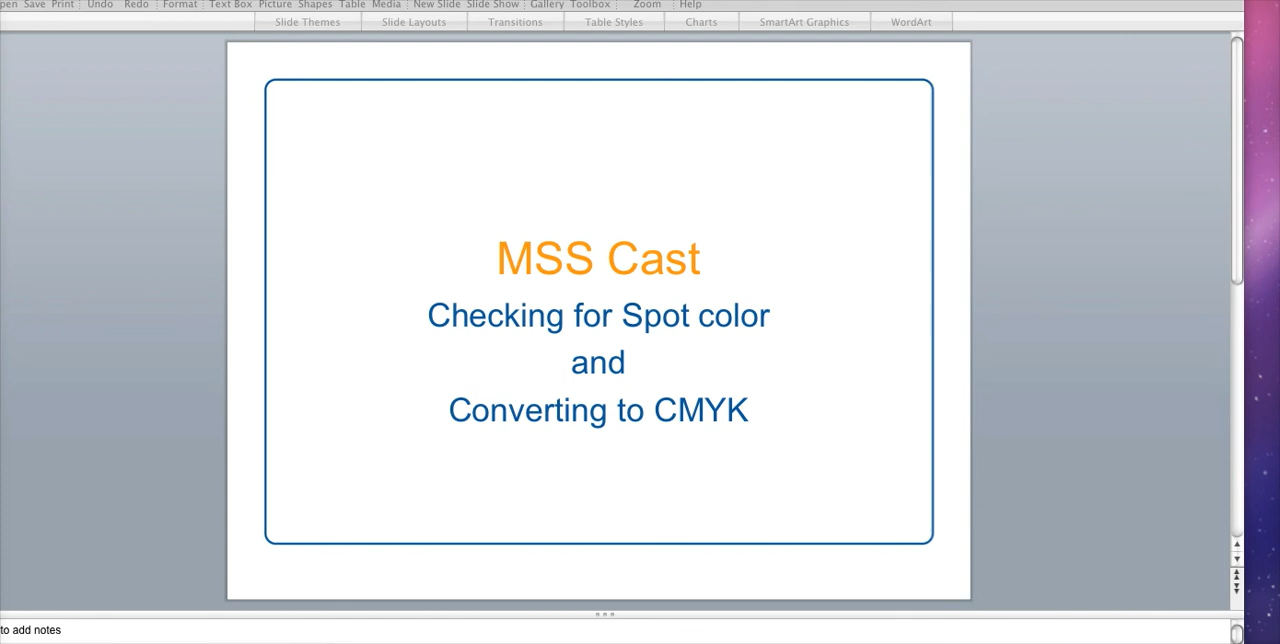 pen Save Print Undo Redo Format Text Box Picture Shapes Table Media New Slide Slide Show Gallery Toolbox Zoom Help
Slide Themes Slide Layouts Transitions Table Styles Charts SmartArt Graphics WordArt
MSS Cast
Checking for Spot color
and
Converting to CMYK
to add notes